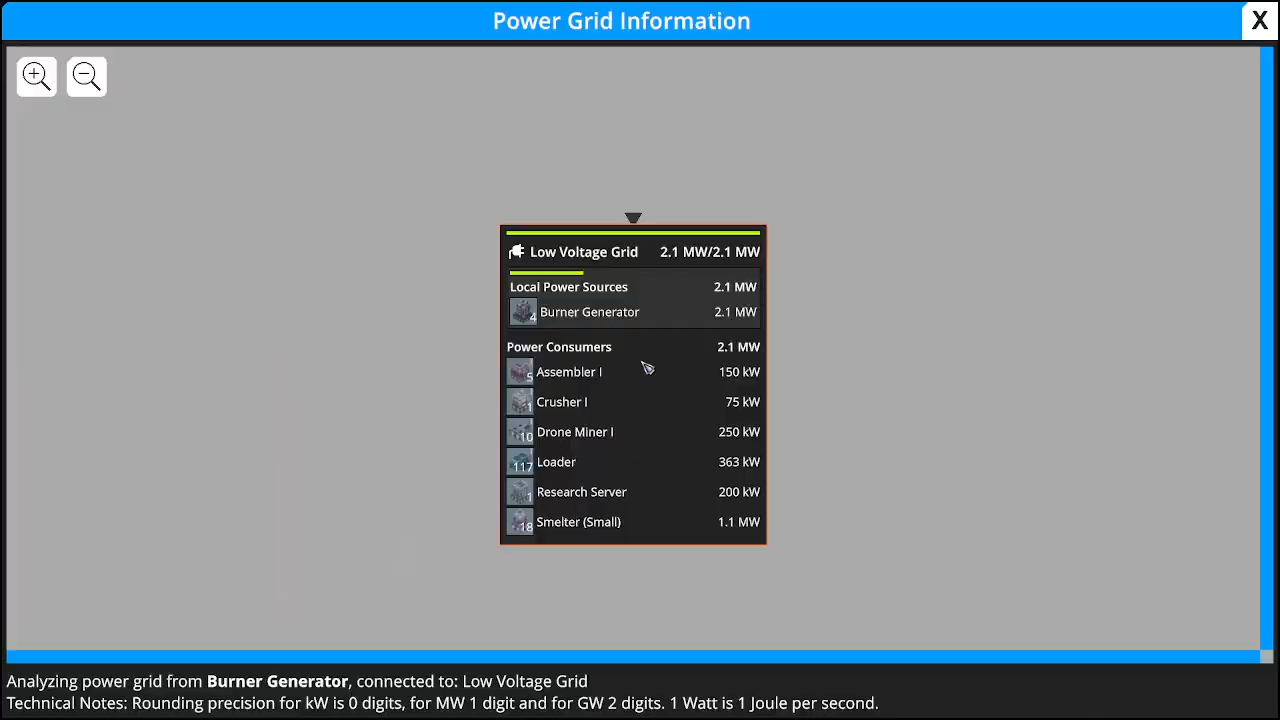 Power Grid Information
X
Low Voltage Grid 2.1 MW/2.1 MW
Local Power Sources 2.1 MW
4 Burner Generator 2.1 MW
Power Consumers 2.1 MW
5 Assembler I 150 kW
1 Crusher I 75 kW
10 Drone Miner I 250 kW
117 Loader 363 kW
1 Research Server 200 kW
18 Smelter (Small) 1.1 MW
Analyzing power grid from Burner Generator, connected to: Low Voltage Grid
Technical Notes: Rounding precision for kW is 0 digits, for MW 1 digit and for GW 2 digits. 1 Watt is 1 Joule per second.